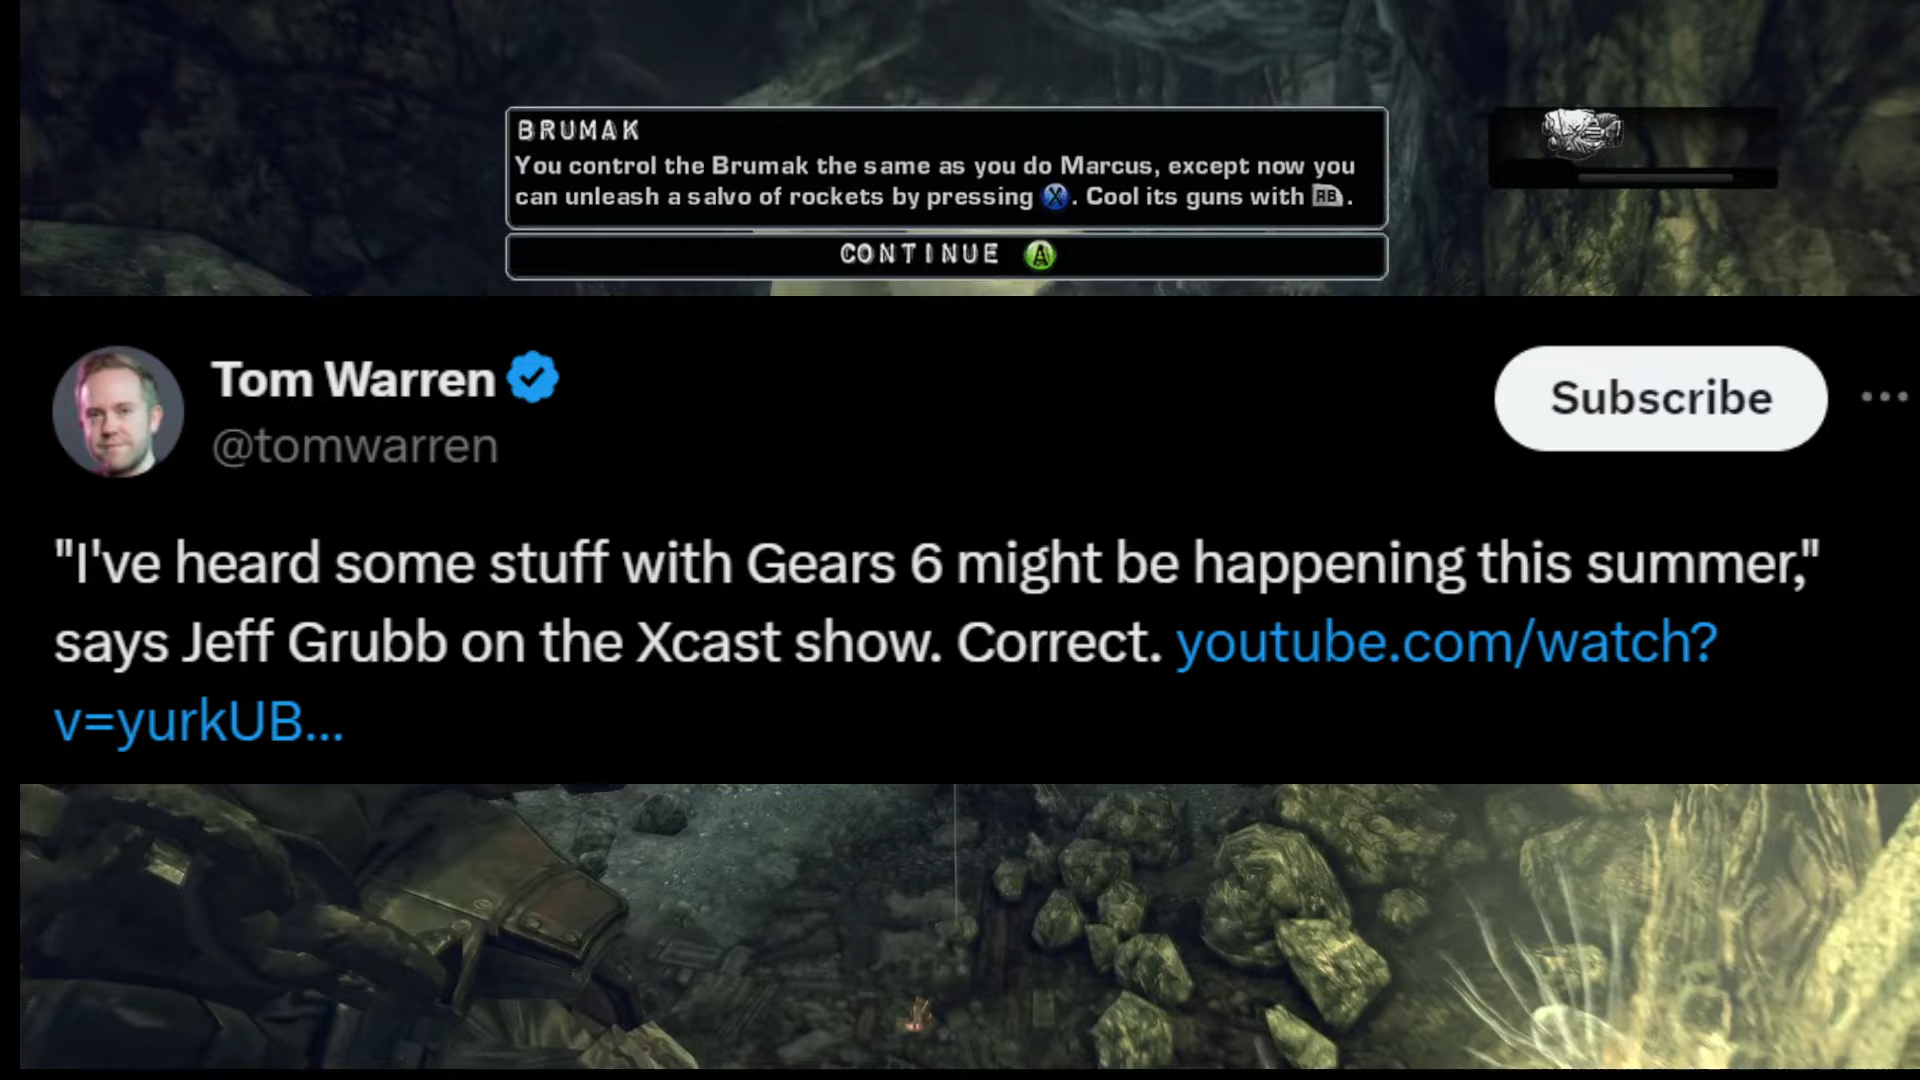 BRUMAK
You control the Brumak the same as you do Marcus, except now you
can unleash a salvo of rockets by pressing X. Cool its guns with RB.
CONTINUE A
Tom Warren
@tomwarren
Subscribe
"I've heard some stuff with Gears 6 might be happening this summer,"
says Jeff Grubb on the Xcast show. Correct. youtube.com/watch?
v=yurkUB...